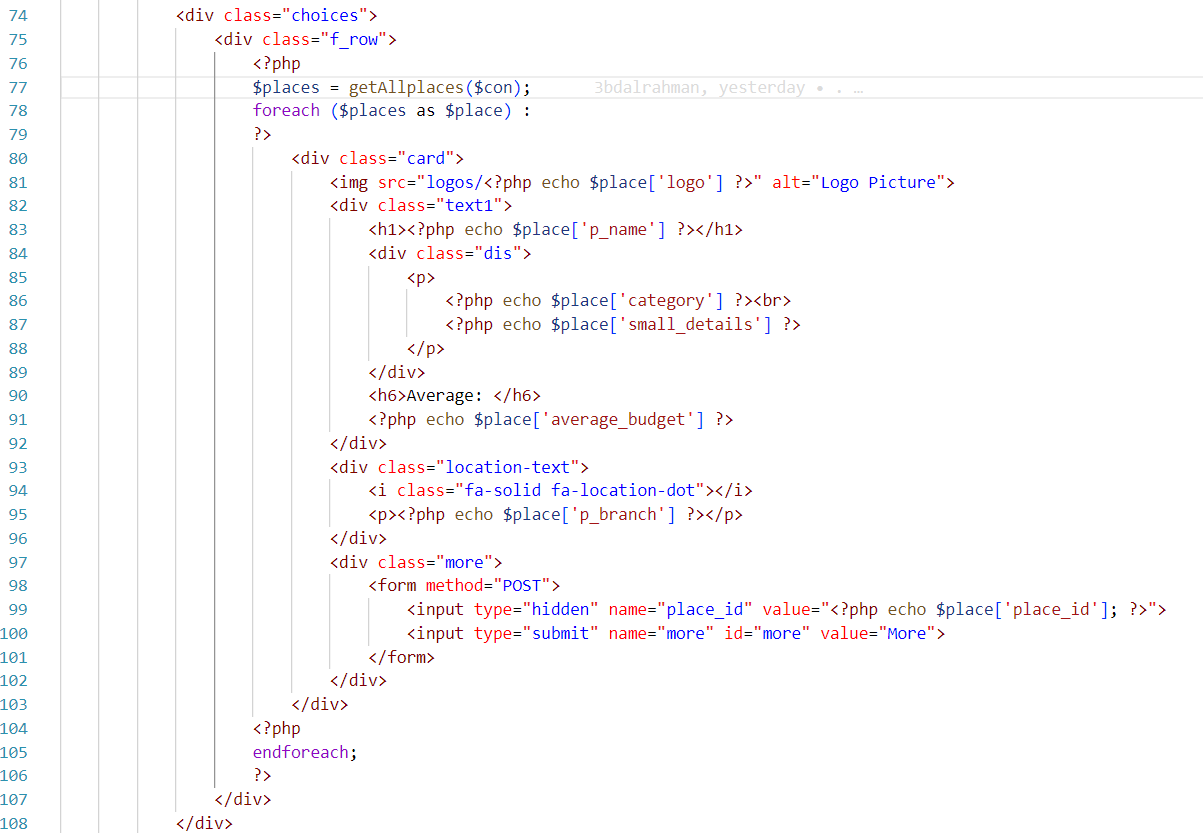 74 <div class="choices">
75 <div class="f_row">
76 <?php
77 $places = getAllplaces($con); 3bdalrahman, yesterday • . …
78 foreach ($places as $place) :
79 ?>
80 <div class="card">
81 <img src="logos/<?php echo $place['logo'] ?>" alt="Logo Picture">
82 <div class="text1">
83 <h1><?php echo $place['p_name'] ?></h1>
84 <div class="dis">
85 <p>
86 <?php echo $place['category'] ?><br>
87 <?php echo $place['small_details'] ?>
88 </p>
89 </div>
90 <h6>Average: </h6>
91 <?php echo $place['average_budget'] ?>
92 </div>
93 <div class="location-text">
94 <i class="fa-solid fa-location-dot"></i>
95 <p><?php echo $place['p_branch'] ?></p>
96 </div>
97 <div class="more">
98 <form method="POST">
99 <input type="hidden" name="place_id" value="<?php echo $place['place_id']; ?>">
100 <input type="submit" name="more" id="more" value="More">
101 </form>
102 </div>
103 </div>
104 <?php
105 endforeach;
106 ?>
107 </div>
108 </div>